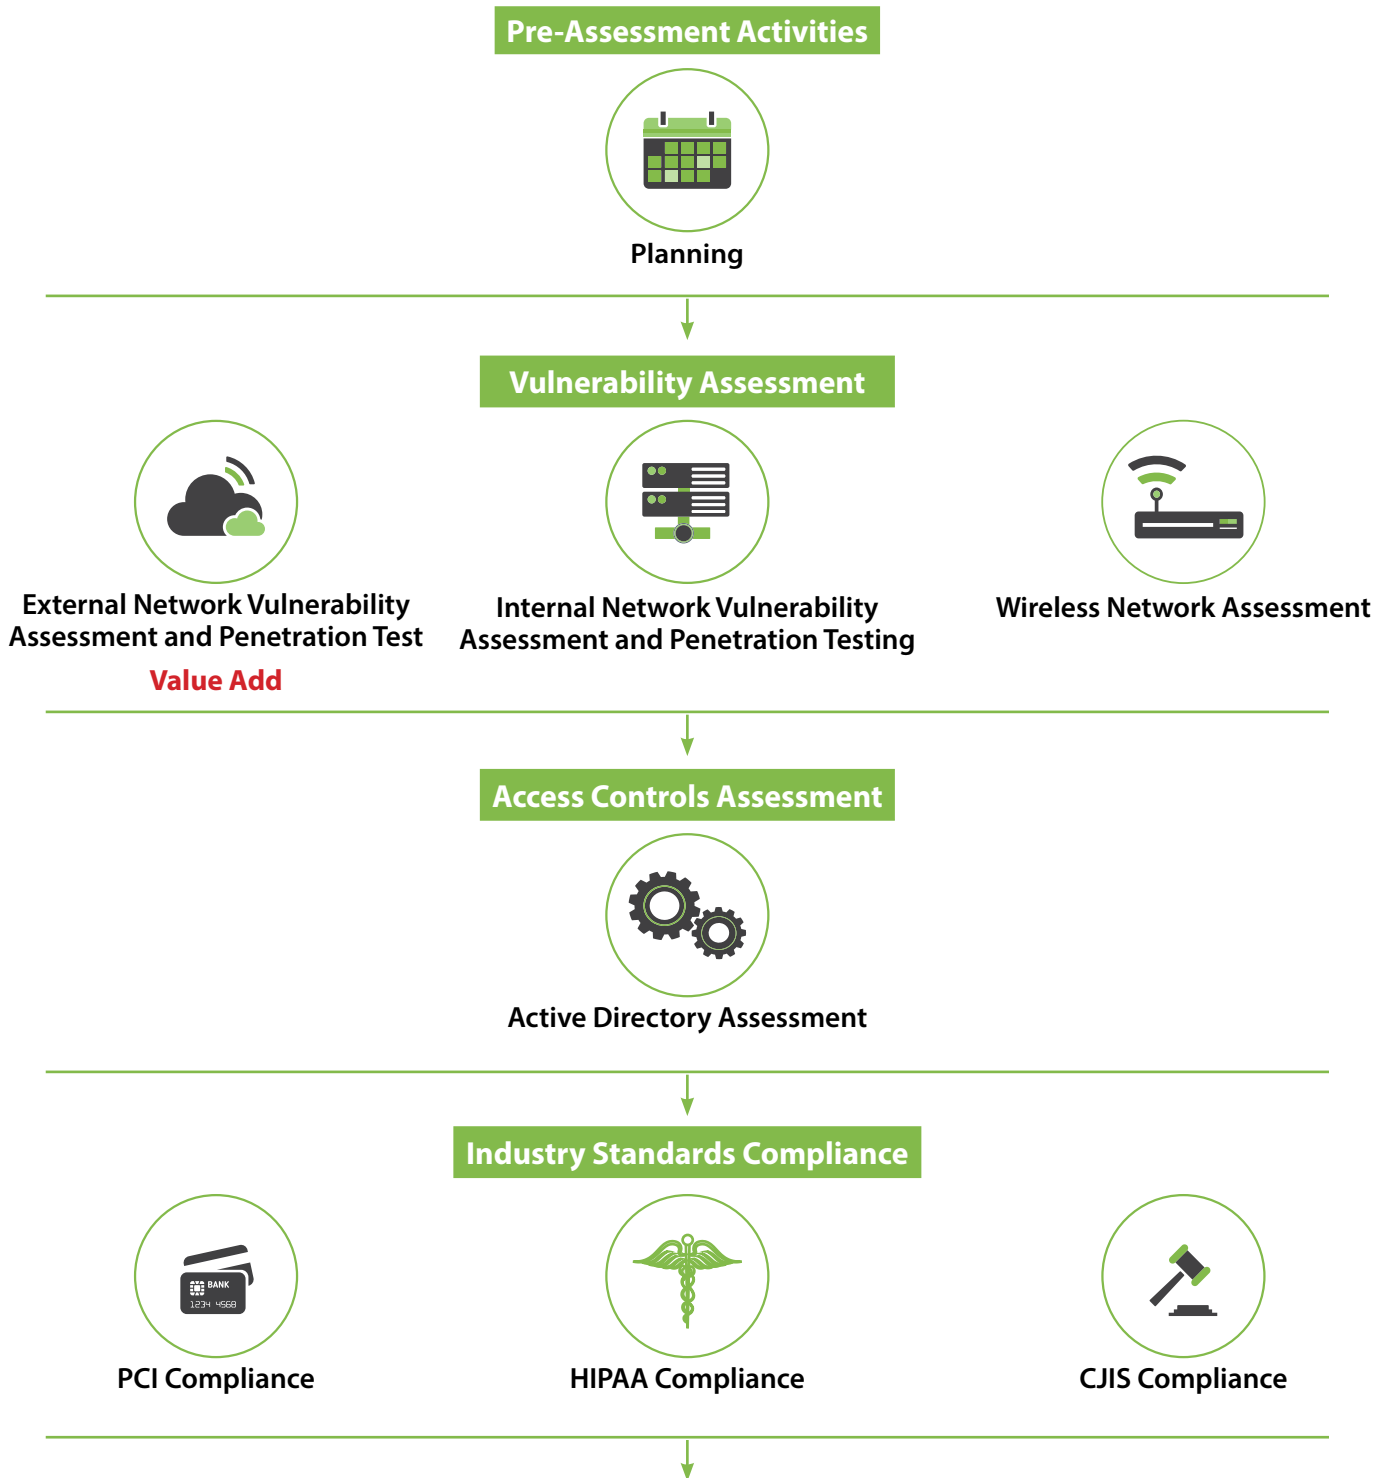 Pre-Assessment Activities
Planning
Vulnerability Assessment
External Network Vulnerability
Assessment and Penetration Test
Value Add
Internal Network Vulnerability
Assessment and Penetration Testing
Wireless Network Assessment
Access Controls Assessment
Active Directory Assessment
Industry Standards Compliance
BANK
1234 4568
PCI Compliance
HIPAA Compliance
CJIS Compliance